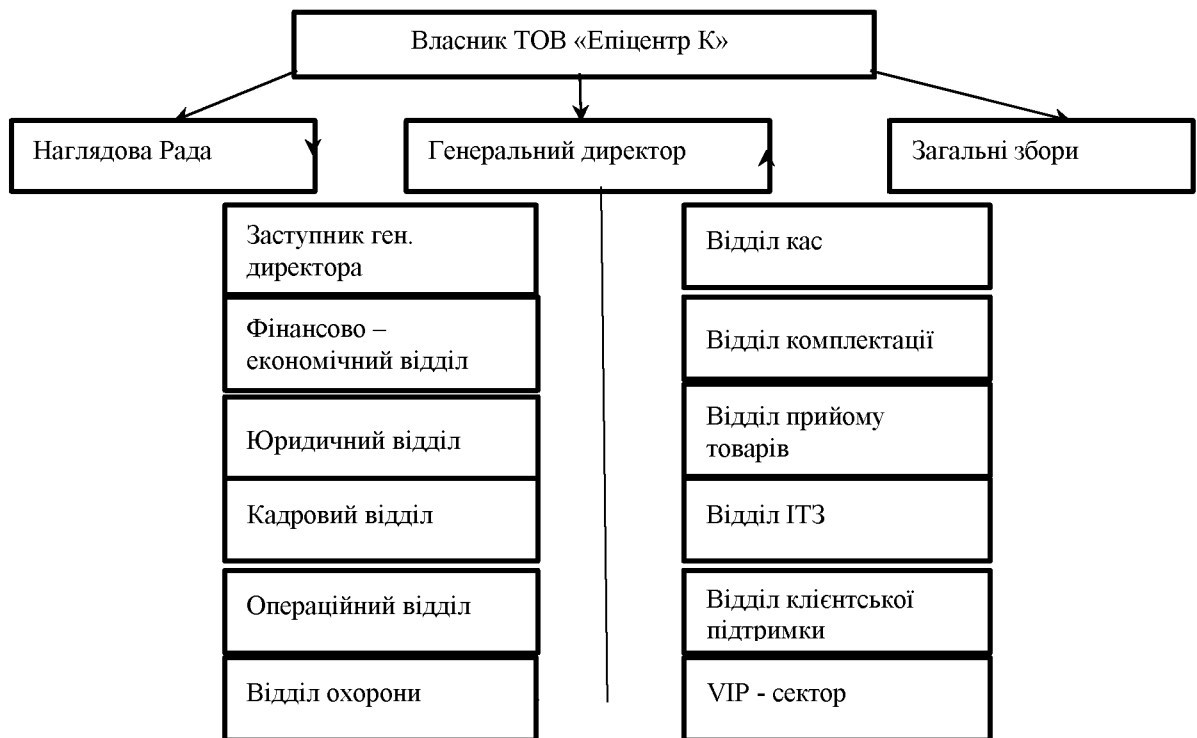 Власник ТОВ «Епіцентр К»
Наглядова Рада
Генеральний директор
Загальні збори
Заступник ген.
директора
Фінансово –
економічний відділ
Юридичний відділ
Кадровий відділ
Операційний відділ
Відділ охорони
Відділ кас
Відділ комплектації
Відділ прийому
товарів
Відділ ІТЗ
Відділ клієнтської
підтримки
VIP - сектор